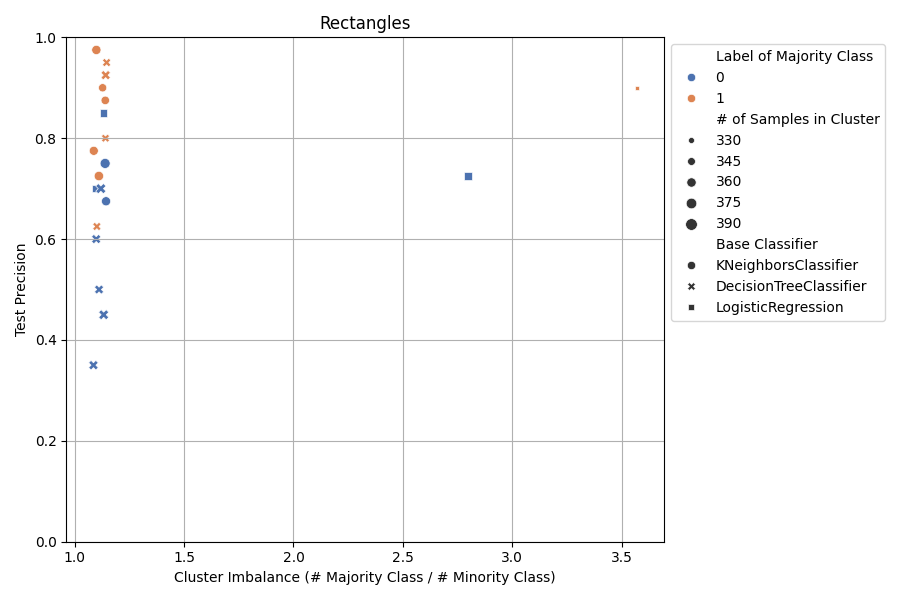 Rectangles
1.0
0.8
0.6
0.4
0.2
0.0
Test Precision
1.0 1.5 2.0 2.5 3.0 3.5
Cluster Imbalance (# Majority Class / # Minority Class)
Label of Majority Class
0
1
# of Samples in Cluster
330
345
360
375
390
Base Classifier
KNeighborsClassifier
DecisionTreeClassifier
LogisticRegression